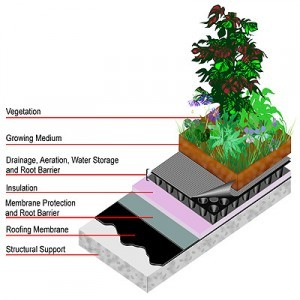 Vegetation
Growing Medium
Drainage, Aeration, Water Storage
and Root Barrier
Insulation
Membrane Protection
and Root Barrier
Roofing Membrane
Structural Support